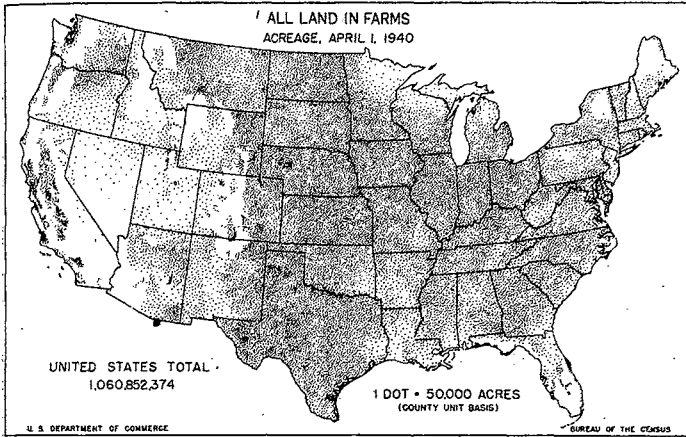 ALL LAND IN FARMS
ACREAGE, APRIL 1, 1940
UNITED STATES TOTAL
1,060,852,374
1 DOT = 50,000 ACRES
(COUNTY UNIT BASIS)
U. S. DEPARTMENT OF COMMERCE
BUREAU OF THE CENSUS